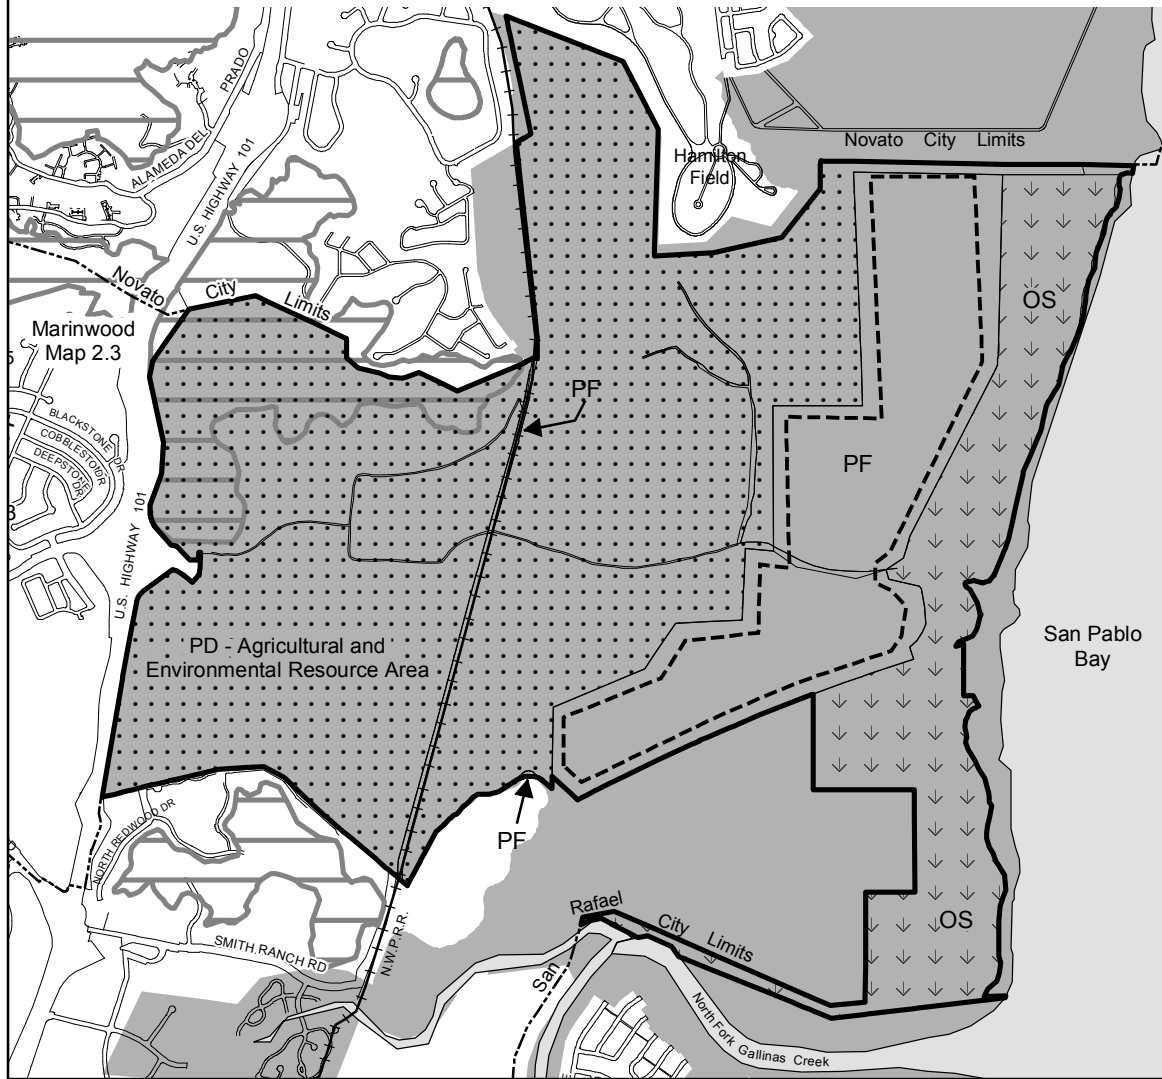 PRADO
ALAMEDA DEL
U.S. HIGHWAY 101
Novato City Limits
Hamilton
Field
Novato
City
Limits
OS
Marinwood
Map 2.3
PF
BLACKSTONE DR
COBBLESTONE DR
DEEPSTONE DR
PF
U.S. HIGHWAY 101
PD - Agricultural and
Environmental Resource Area
San Pablo
Bay
NORTH REDWOOD DR
PF
SMITH RANCH RD
N.W.P.R.R.
San
Rafael
City
Limits
OS
North Fork Gallinas Creek